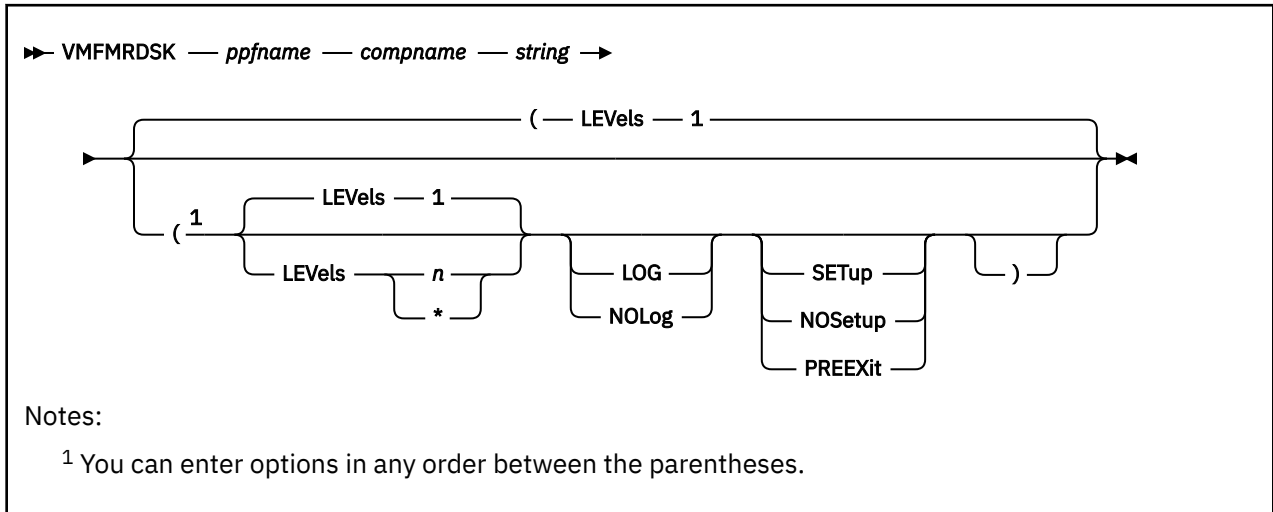 VMFMRDSK ppfname compname string
( LEVels 1
LEVels 1
( 1
LEVels n
*
LOG
NOLog
SETup
NOSetup
PREEXit
)
Notes:
1 You can enter options in any order between the parentheses.